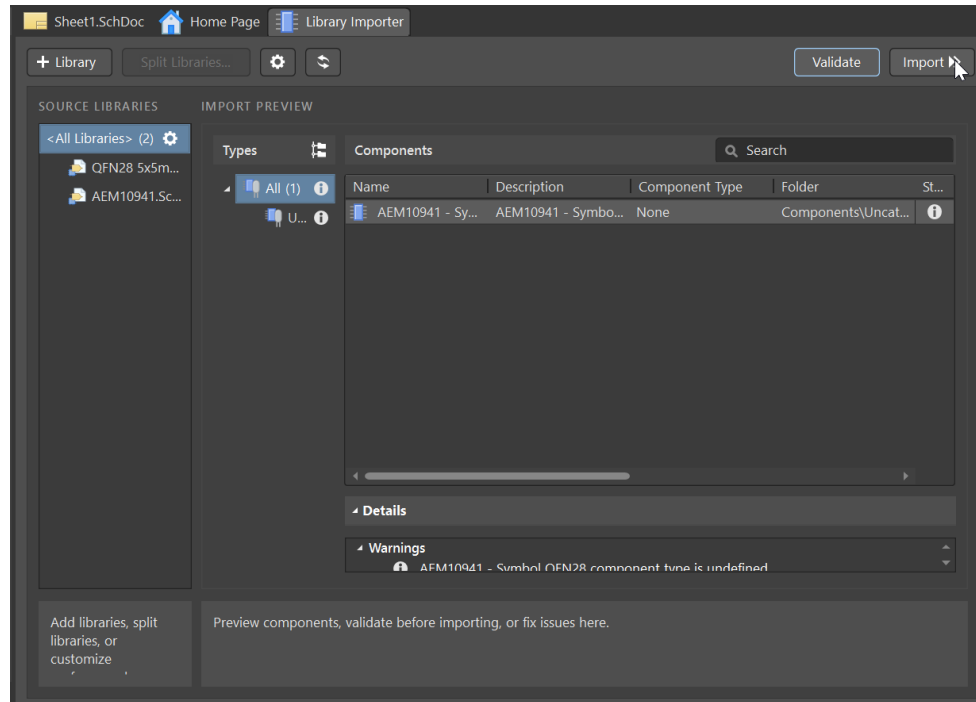 Sheet1.SchDoc Home Page Library Importer
+ Library Split Libraries... Validate Import
SOURCE LIBRARIES IMPORT PREVIEW
<All Libraries> (2)
QFN28 5x5m...
AEM10941.Sc...
Types
All (1)
U...
Components Search
Name Description Component Type Folder St...
AEM10941 - Sy... AEM10941 - Symbo... None Components\Uncat...
Details
Warnings
AEM10941 - Symbol QFN28 component type is undefined
Add libraries, split
libraries, or
customize
Preview components, validate before importing, or fix issues here.